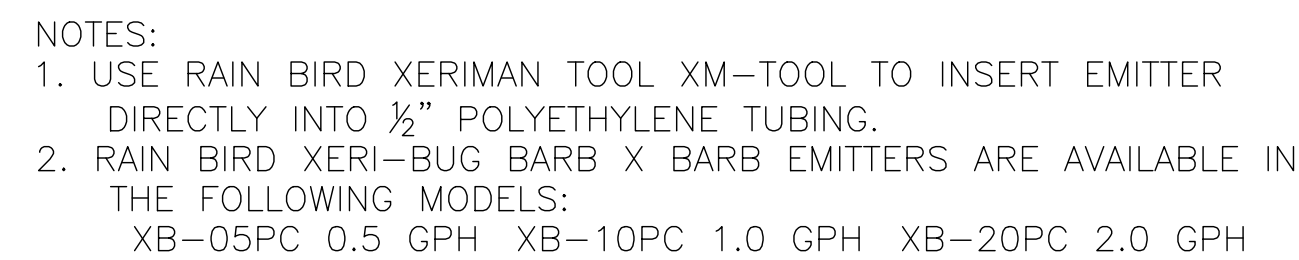 NOTES:
1. USE RAIN BIRD XERIMAN TOOL XM-TOOL TO INSERT EMITTER
DIRECTLY INTO ½" POLYETHYLENE TUBING.
2. RAIN BIRD XERI-BUG BARB X BARB EMITTERS ARE AVAILABLE IN
THE FOLLOWING MODELS:
XB-05PC 0.5 GPH XB-10PC 1.0 GPH XB-20PC 2.0 GPH